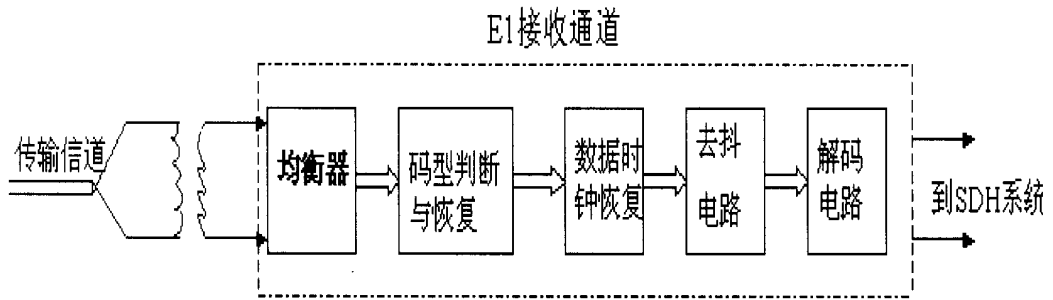 E1接收通道
传输信道
均衡器
码型判断
与恢复
数据时
钟恢复
去抖
电路
解码
电路
到SDH系统